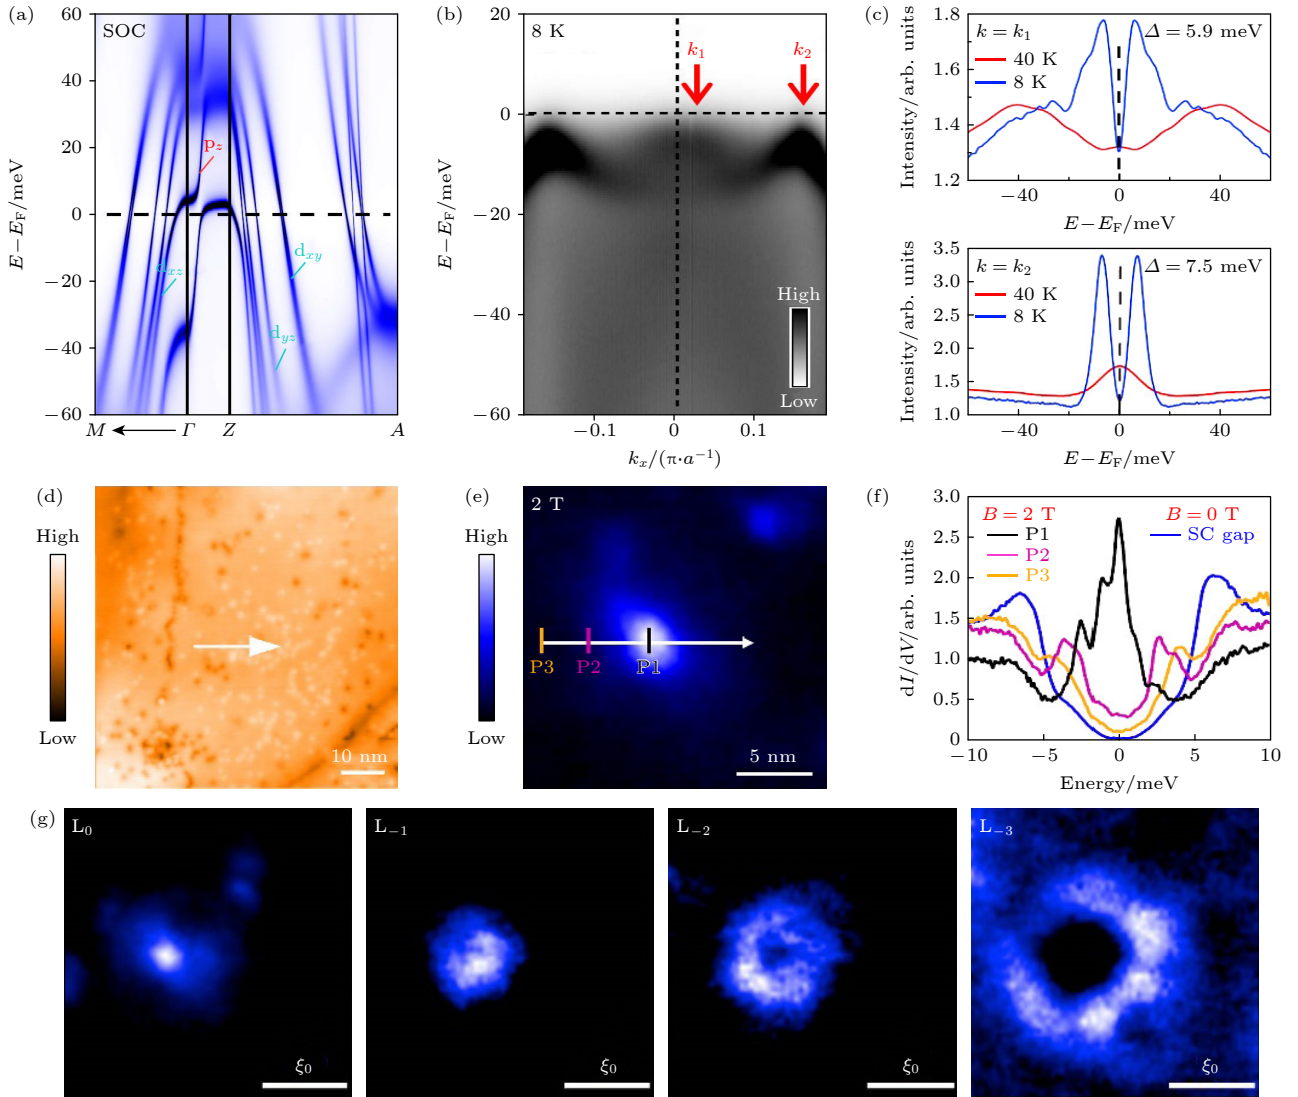 (a)
SOC
E−E_F/meV
60
40
20
0
−20
−40
−60
p_z
d_xz
d_xy
d_yz
M
Γ
Z
A
(b)
8 K
k_1
k_2
E−E_F/meV
0
−20
−40
−60
High
Low
−0.1
0
0.1
k_x/(π·a⁻¹)
(c)
k = k_1
Δ = 5.9 meV
40 K
8 K
Intensity/arb. units
1.8
1.6
1.4
1.2
−40
0
40
E−E_F/meV
k = k_2
Δ = 7.5 meV
40 K
8 K
Intensity/arb. units
3.5
3.0
2.5
2.0
1.5
1.0
−40
0
40
E−E_F/meV
(d)
High
Low
10 nm
(e)
2 T
High
Low
P3
P2
P1
5 nm
(f)
B = 2 T
B = 0 T
P1
SC gap
P2
P3
dI/dV/arb. units
3.0
2.5
2.0
1.5
1.0
0.5
0
−10
−5
0
5
10
Energy/meV
(g)
L_0
ξ_0
L_−1
ξ_0
L_−2
ξ_0
L_−3
ξ_0